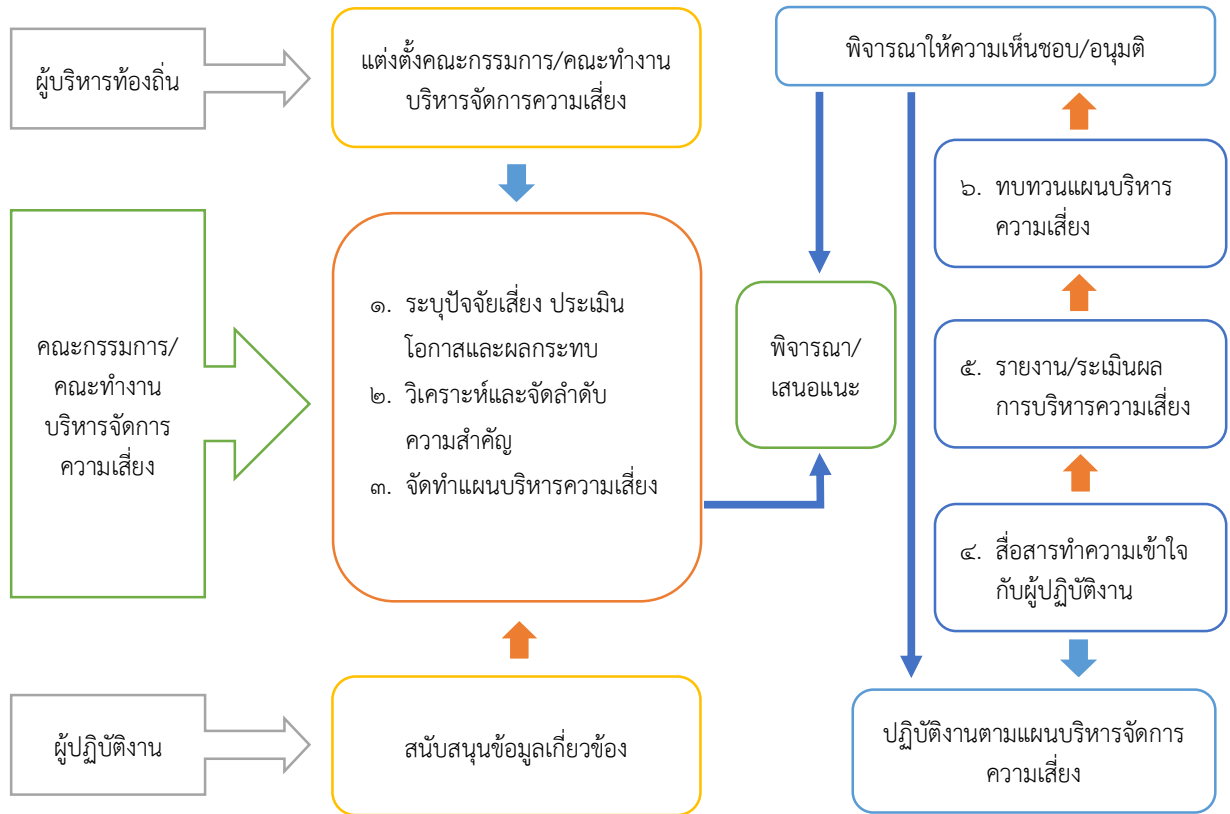 ผู้บริหารท้องถิ่น
แต่งตั้งคณะกรรมการ/คณะทำงาน
บริหารจัดการความเสี่ยง
พิจารณาให้ความเห็นชอบ/อนุมติ
คณะกรรมการ/
คณะทำงาน
บริหารจัดการ
ความเสี่ยง
๑. ระบุปัจจัยเสี่ยง ประเมิน
โอกาสและผลกระทบ
๒. วิเคราะห์และจัดลำดับ
ความสำคัญ
๓. จัดทำแผนบริหารความเสี่ยง
พิจารณา/
เสนอแนะ
๖. ทบทวนแผนบริหาร
ความเสี่ยง
๕. รายงาน/ระเมินผล
การบริหารความเสี่ยง
๔. สื่อสารทำความเข้าใจ
กับผู้ปฏิบัติงาน
ผู้ปฏิบัติงาน
สนับสนุนข้อมูลเกี่ยวข้อง
ปฏิบัติงานตามแผนบริหารจัดการ
ความเสี่ยง